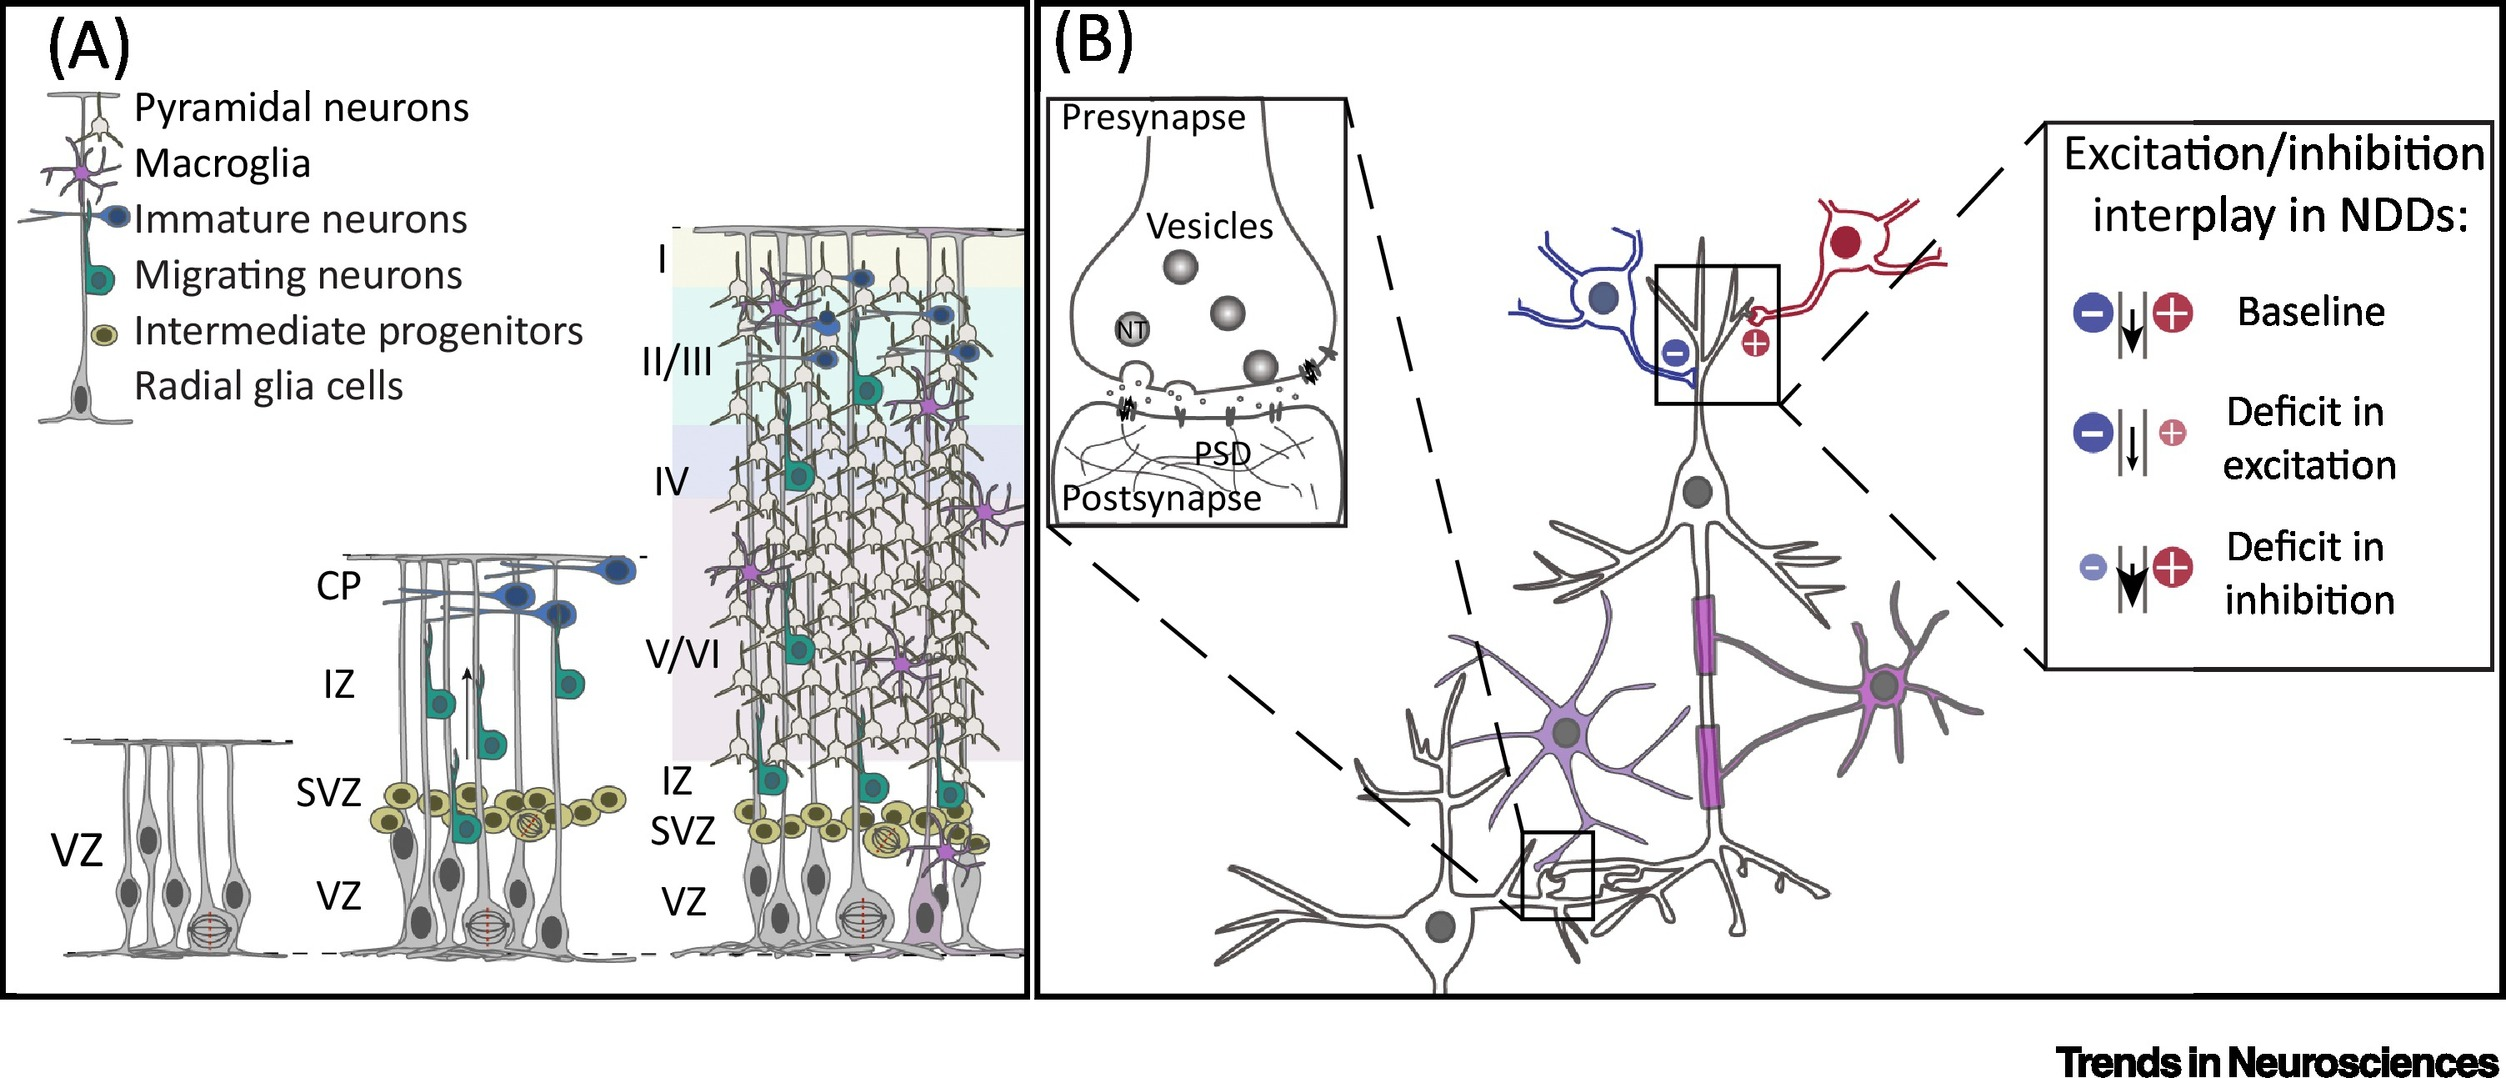 (A)
Pyramidal neurons
Macroglia
Immature neurons
Migrating neurons
Intermediate progenitors
Radial glia cells
VZ
CP
IZ
SVZ
VZ
I
II/III
IV
V/VI
IZ
SVZ
VZ
(B)
Presynapse
Vesicles
NT
PSD
Postsynapse
−
+
Excitation/inhibition
interplay in NDDs:
− + Baseline
− + Deficit in
excitation
− + Deficit in
inhibition
Trends in Neurosciences